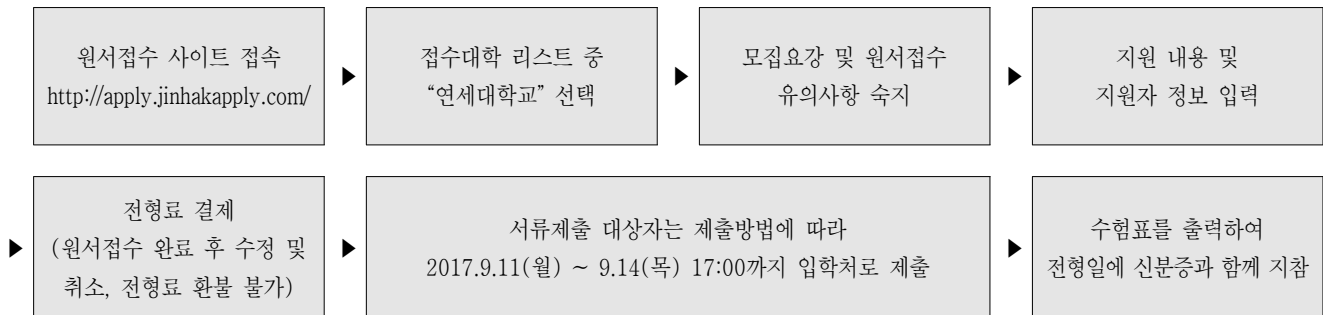 원서접수 사이트 접속
http://apply.jinhakapply.com/
▶
접수대학 리스트 중
“연세대학교” 선택
▶
모집요강 및 원서접수
유의사항 숙지
▶
지원 내용 및
지원자 정보 입력
▶
전형료 결제
(원서접수 완료 후 수정 및
취소, 전형료 환불 불가)
▶
서류제출 대상자는 제출방법에 따라
2017.9.11(월) ~ 9.14(목) 17:00까지 입학처로 제출
▶
수험표를 출력하여
전형일에 신분증과 함께 지참